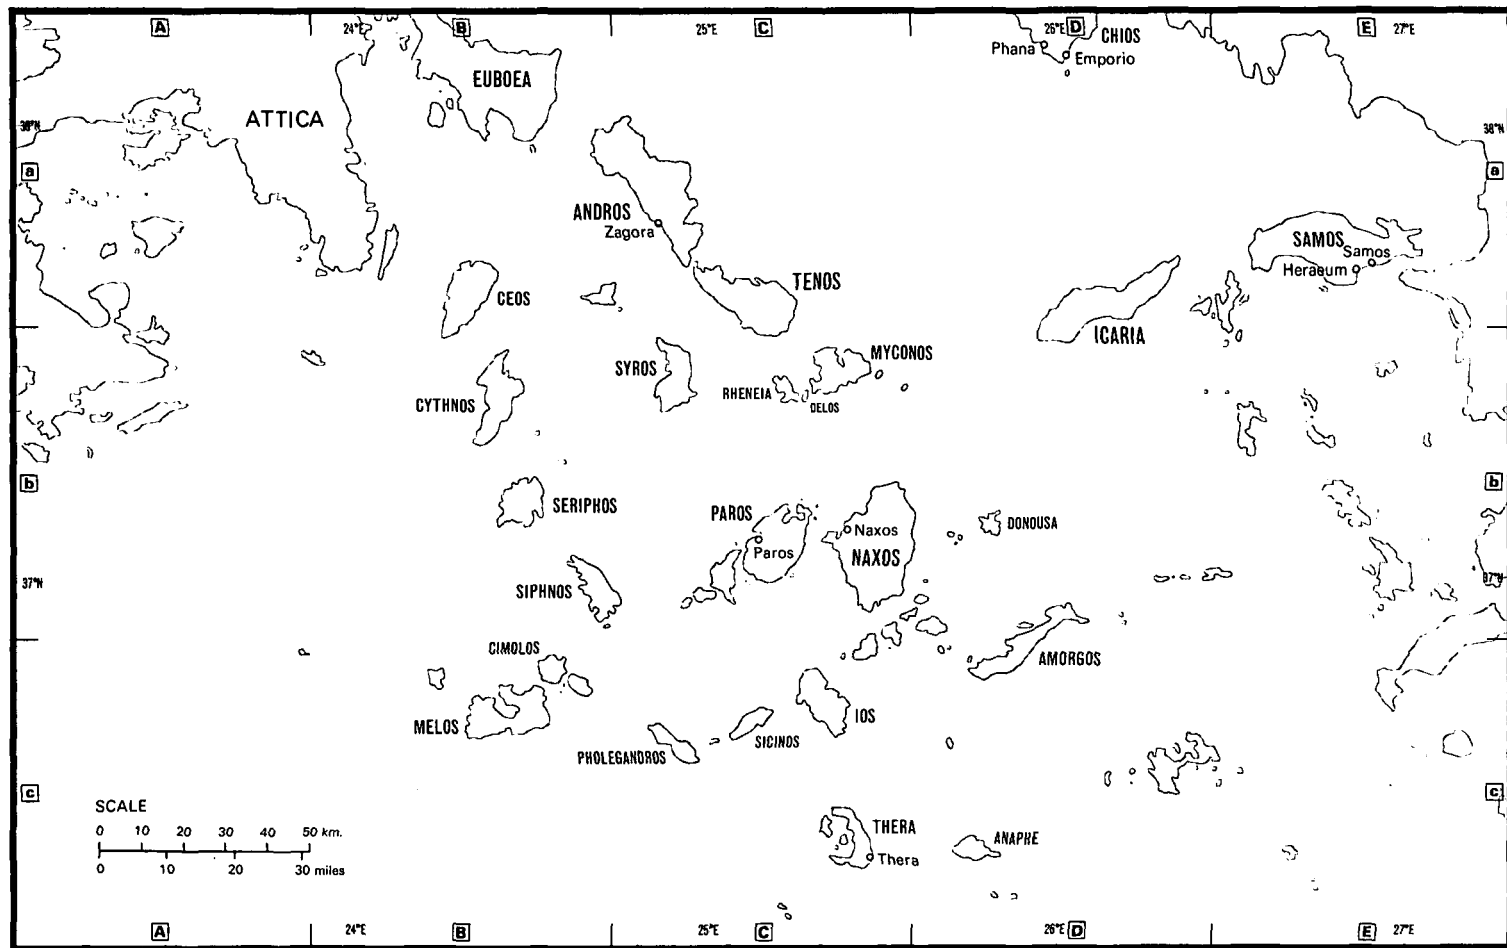 A 24°E B 25°E C 26°E D E 27°E
CHIOS
Phana
Emporio
EUBOEA
ATTICA
38°N 38°N
a a
ANDROS
Zagora
SAMOS
Samos
Heraeum
TENOS
CEOS
ICARIA
SYROS
MYCONOS
RHENEIA
DELOS
CYTHNOS
b b
SERIPHOS
PAROS
Paros
Naxos
NAXOS
DONOUSA
37°N 37°N
SIPHNOS
CIMOLOS
AMORGOS
MELOS
IOS
SICINOS
PHOLEGANDROS
c c
SCALE
0 10 20 30 40 50 km.
0 10 20 30 miles
THERA
Thera
ANAPHE
A 24°E B 25°E C 26°E D E 27°E